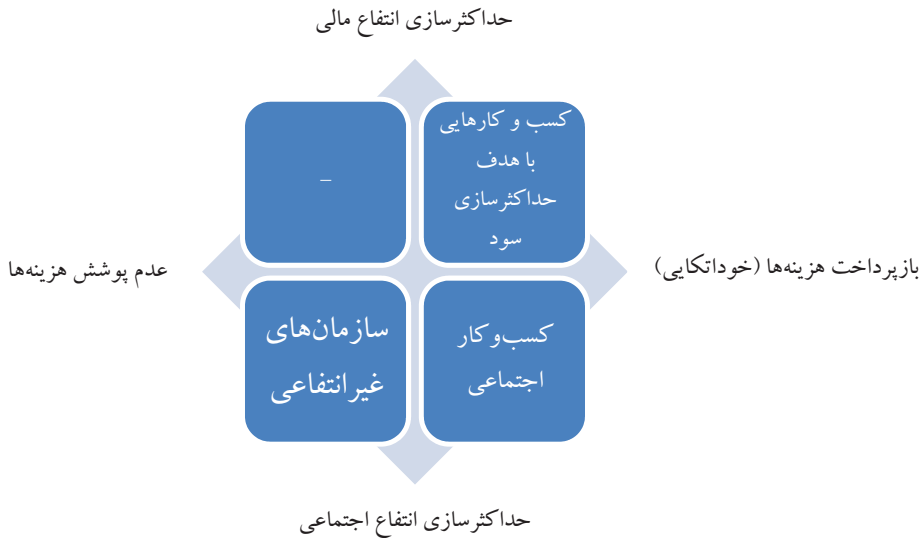 حداکثرسازی انتفاع مالی
کسب و کارهایی
با هدف
حداکثرسازی
سود
–
بازپرداخت هزینه‌ها (خوداتکایی)
عدم پوشش هزینه‌ها
کسب‌و‌کار
اجتماعی
سازمان‌های
غیرانتفاعی
حداکثرسازی انتفاع اجتماعی